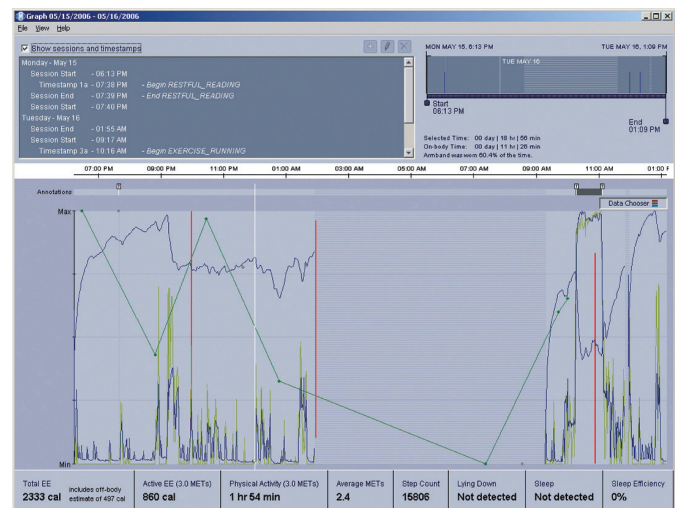 Graph 05/15/2006 - 05/16/2006
File View Help
Show sessions and timestamps
Monday - May 15
Session Start - 06:13 PM
Timestamp 1a - 07:38 PM - Begin RESTFUL_READING
Session End - 07:39 PM - End RESTFUL_READING
Session Start - 07:40 PM
Tuesday - May 16
Session End - 01:55 AM
Session Start - 09:17 AM
Timestamp 3a - 10:16 AM - Begin EXERCISE_RUNNING
MON MAY 15, 6:13 PM TUE MAY 16, 1:09 PM
TUE MAY 16
Start
06:13 PM
End
01:09 PM
Selected Time: 00 day | 18 hr | 56 min
On-body Time: 00 day | 11 hr | 26 min
Armband was worn 60.4% of the time.
07:00 PM 09:00 PM 11:00 PM 01:00 AM 03:00 AM 05:00 AM 07:00 AM 09:00 AM 11:00 AM 01:00 F
Annotations
Data Chooser
Max
Min
Total EE
2333 cal includes off-body estimate of 497 cal
Active EE (3.0 METs)
860 cal
Physical Activity (3.0 METs)
1 hr 54 min
Average METs
2.4
Step Count
15806
Lying Down
Not detected
Sleep
Not detected
Sleep Efficiency
0%